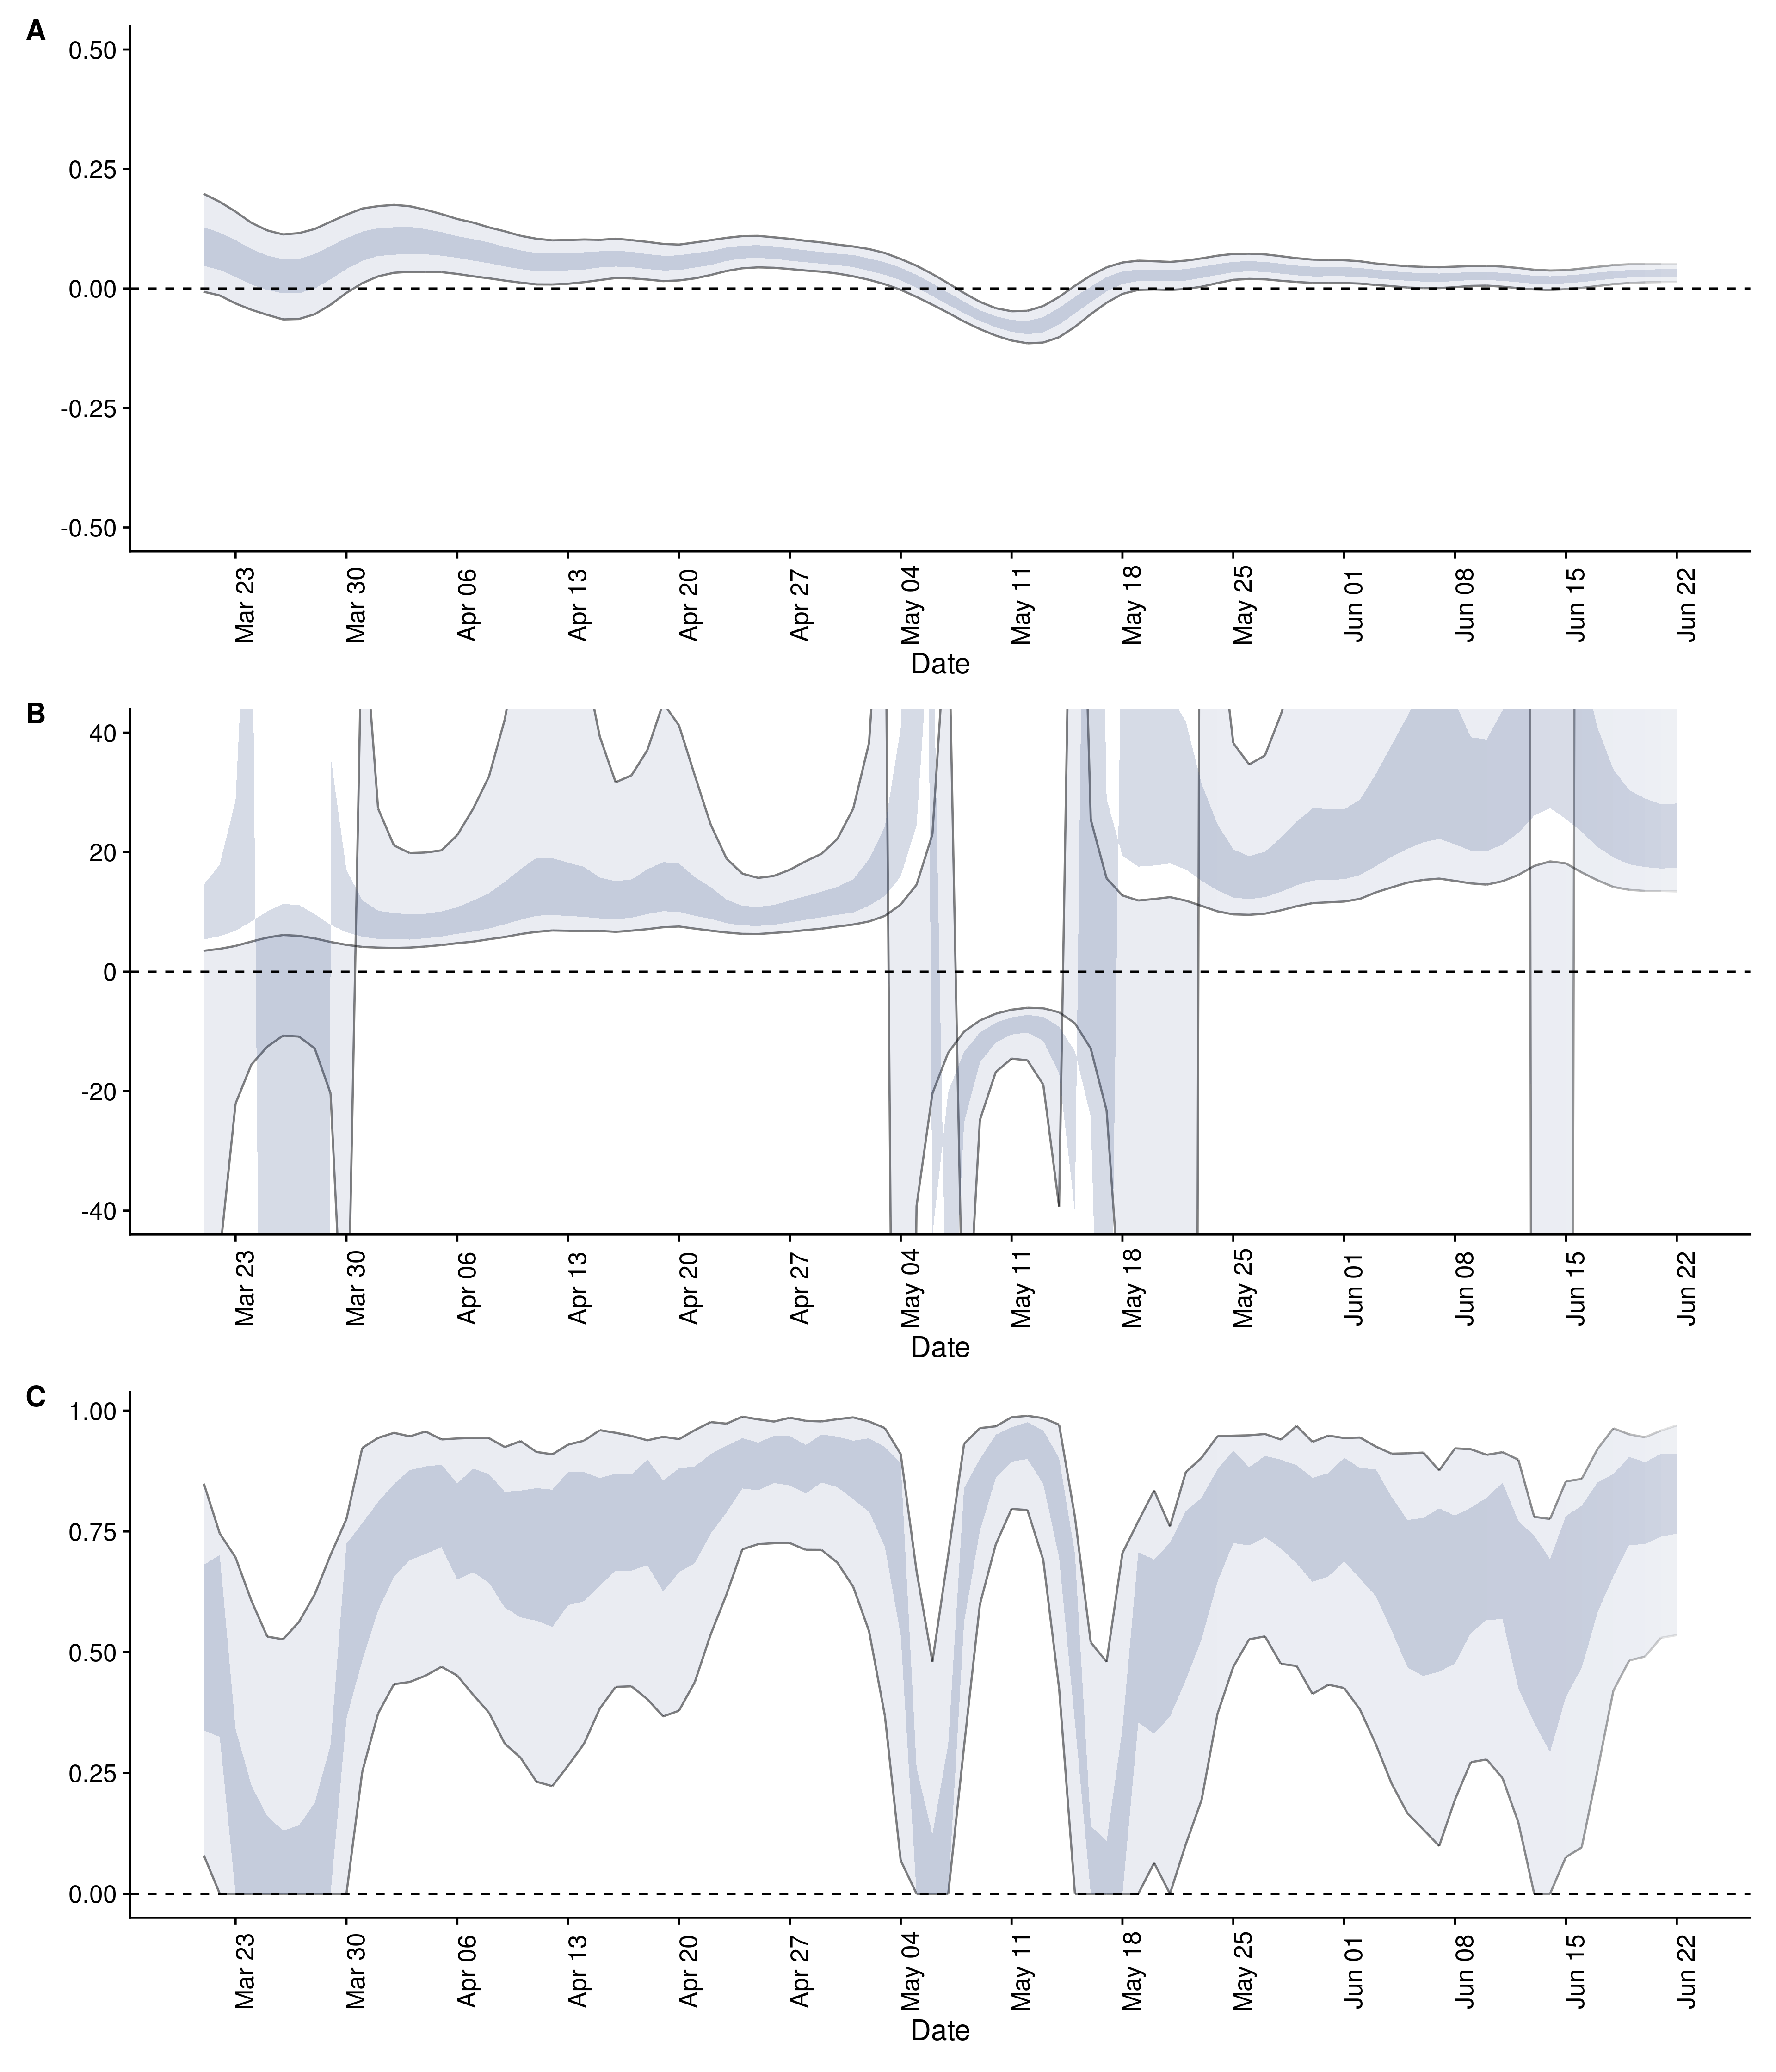 A
0.50
0.25
0.00
-0.25
-0.50
Mar 23
Mar 30
Apr 06
Apr 13
Apr 20
Apr 27
May 04
May 11
May 18
May 25
Jun 01
Jun 08
Jun 15
Jun 22
Date
B
40
20
0
-20
-40
Mar 23
Mar 30
Apr 06
Apr 13
Apr 20
Apr 27
May 04
May 11
May 18
May 25
Jun 01
Jun 08
Jun 15
Jun 22
Date
C
1.00
0.75
0.50
0.25
0.00
Mar 23
Mar 30
Apr 06
Apr 13
Apr 20
Apr 27
May 04
May 11
May 18
May 25
Jun 01
Jun 08
Jun 15
Jun 22
Date